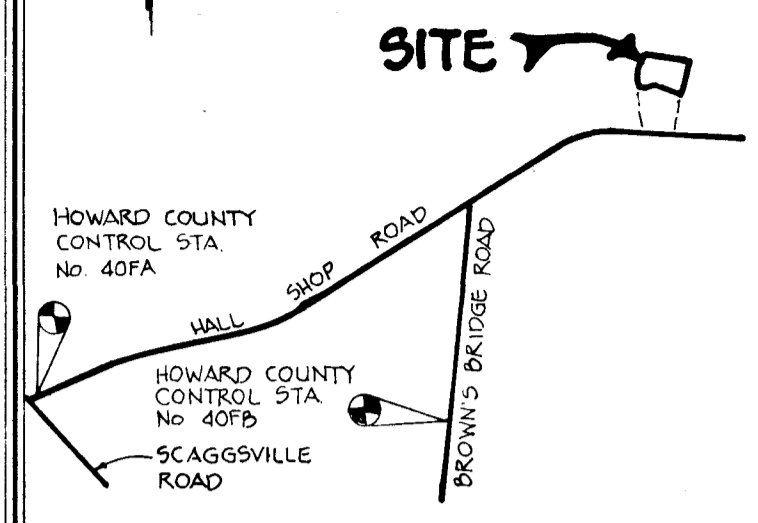 SITE
HOWARD COUNTY
CONTROL STA.
No. 40FA
HALL SHOP ROAD
BROWN'S BRIDGE ROAD
HOWARD COUNTY
CONTROL STA.
No 40FB
SCAGGSVILLE
ROAD